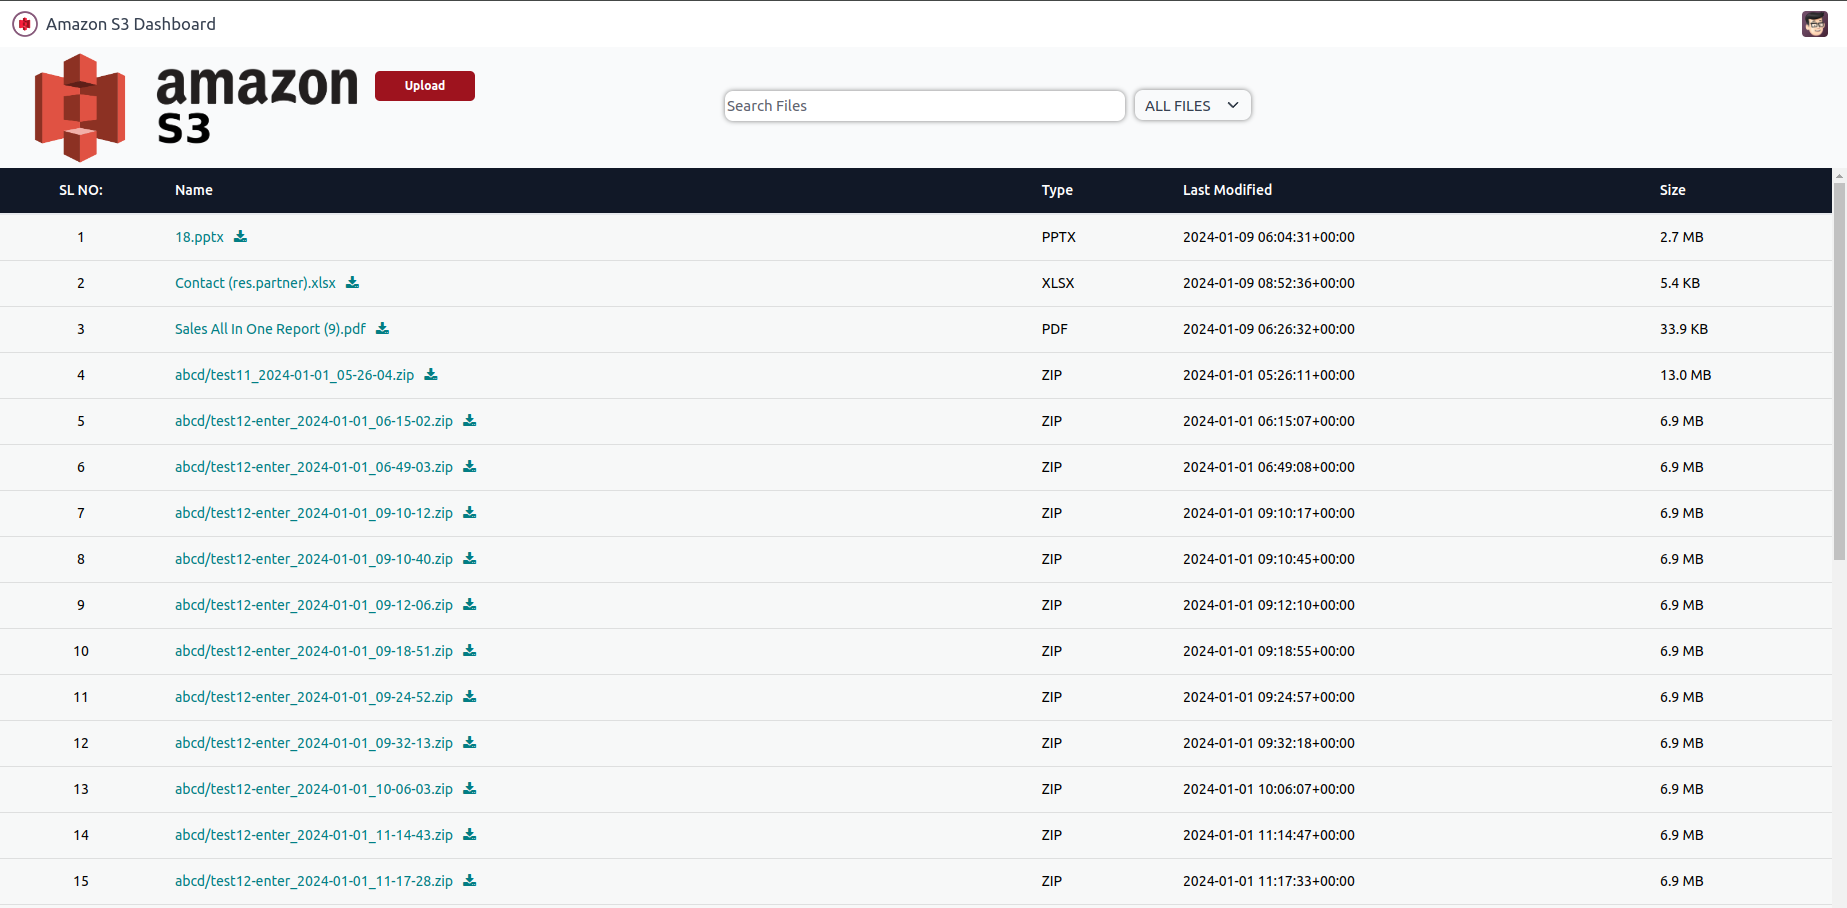 Amazon S3 Dashboard
amazon
S3
Upload
Search Files
ALL FILES
SL NO: Name Type Last Modified Size
1 18.pptx PPTX 2024-01-09 06:04:31+00:00 2.7 MB
2 Contact (res.partner).xlsx XLSX 2024-01-09 08:52:36+00:00 5.4 KB
3 Sales All In One Report (9).pdf PDF 2024-01-09 06:26:32+00:00 33.9 KB
4 abcd/test11_2024-01-01_05-26-04.zip ZIP 2024-01-01 05:26:11+00:00 13.0 MB
5 abcd/test12-enter_2024-01-01_06-15-02.zip ZIP 2024-01-01 06:15:07+00:00 6.9 MB
6 abcd/test12-enter_2024-01-01_06-49-03.zip ZIP 2024-01-01 06:49:08+00:00 6.9 MB
7 abcd/test12-enter_2024-01-01_09-10-12.zip ZIP 2024-01-01 09:10:17+00:00 6.9 MB
8 abcd/test12-enter_2024-01-01_09-10-40.zip ZIP 2024-01-01 09:10:45+00:00 6.9 MB
9 abcd/test12-enter_2024-01-01_09-12-06.zip ZIP 2024-01-01 09:12:10+00:00 6.9 MB
10 abcd/test12-enter_2024-01-01_09-18-51.zip ZIP 2024-01-01 09:18:55+00:00 6.9 MB
11 abcd/test12-enter_2024-01-01_09-24-52.zip ZIP 2024-01-01 09:24:57+00:00 6.9 MB
12 abcd/test12-enter_2024-01-01_09-32-13.zip ZIP 2024-01-01 09:32:18+00:00 6.9 MB
13 abcd/test12-enter_2024-01-01_10-06-03.zip ZIP 2024-01-01 10:06:07+00:00 6.9 MB
14 abcd/test12-enter_2024-01-01_11-14-43.zip ZIP 2024-01-01 11:14:47+00:00 6.9 MB
15 abcd/test12-enter_2024-01-01_11-17-28.zip ZIP 2024-01-01 11:17:33+00:00 6.9 MB